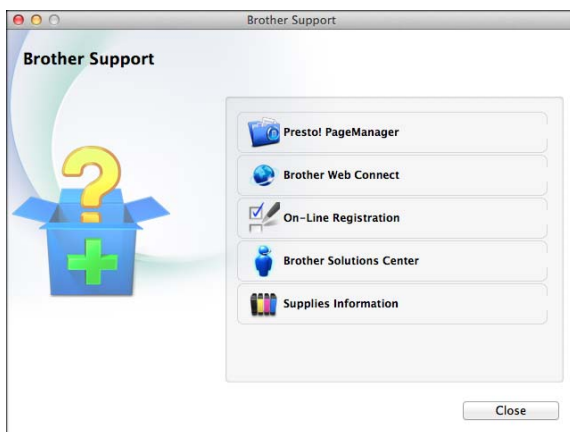 Brother Support
Brother Support
Presto! PageManager
Brother Web Connect
On-Line Registration
Brother Solutions Center
Supplies Information
Close